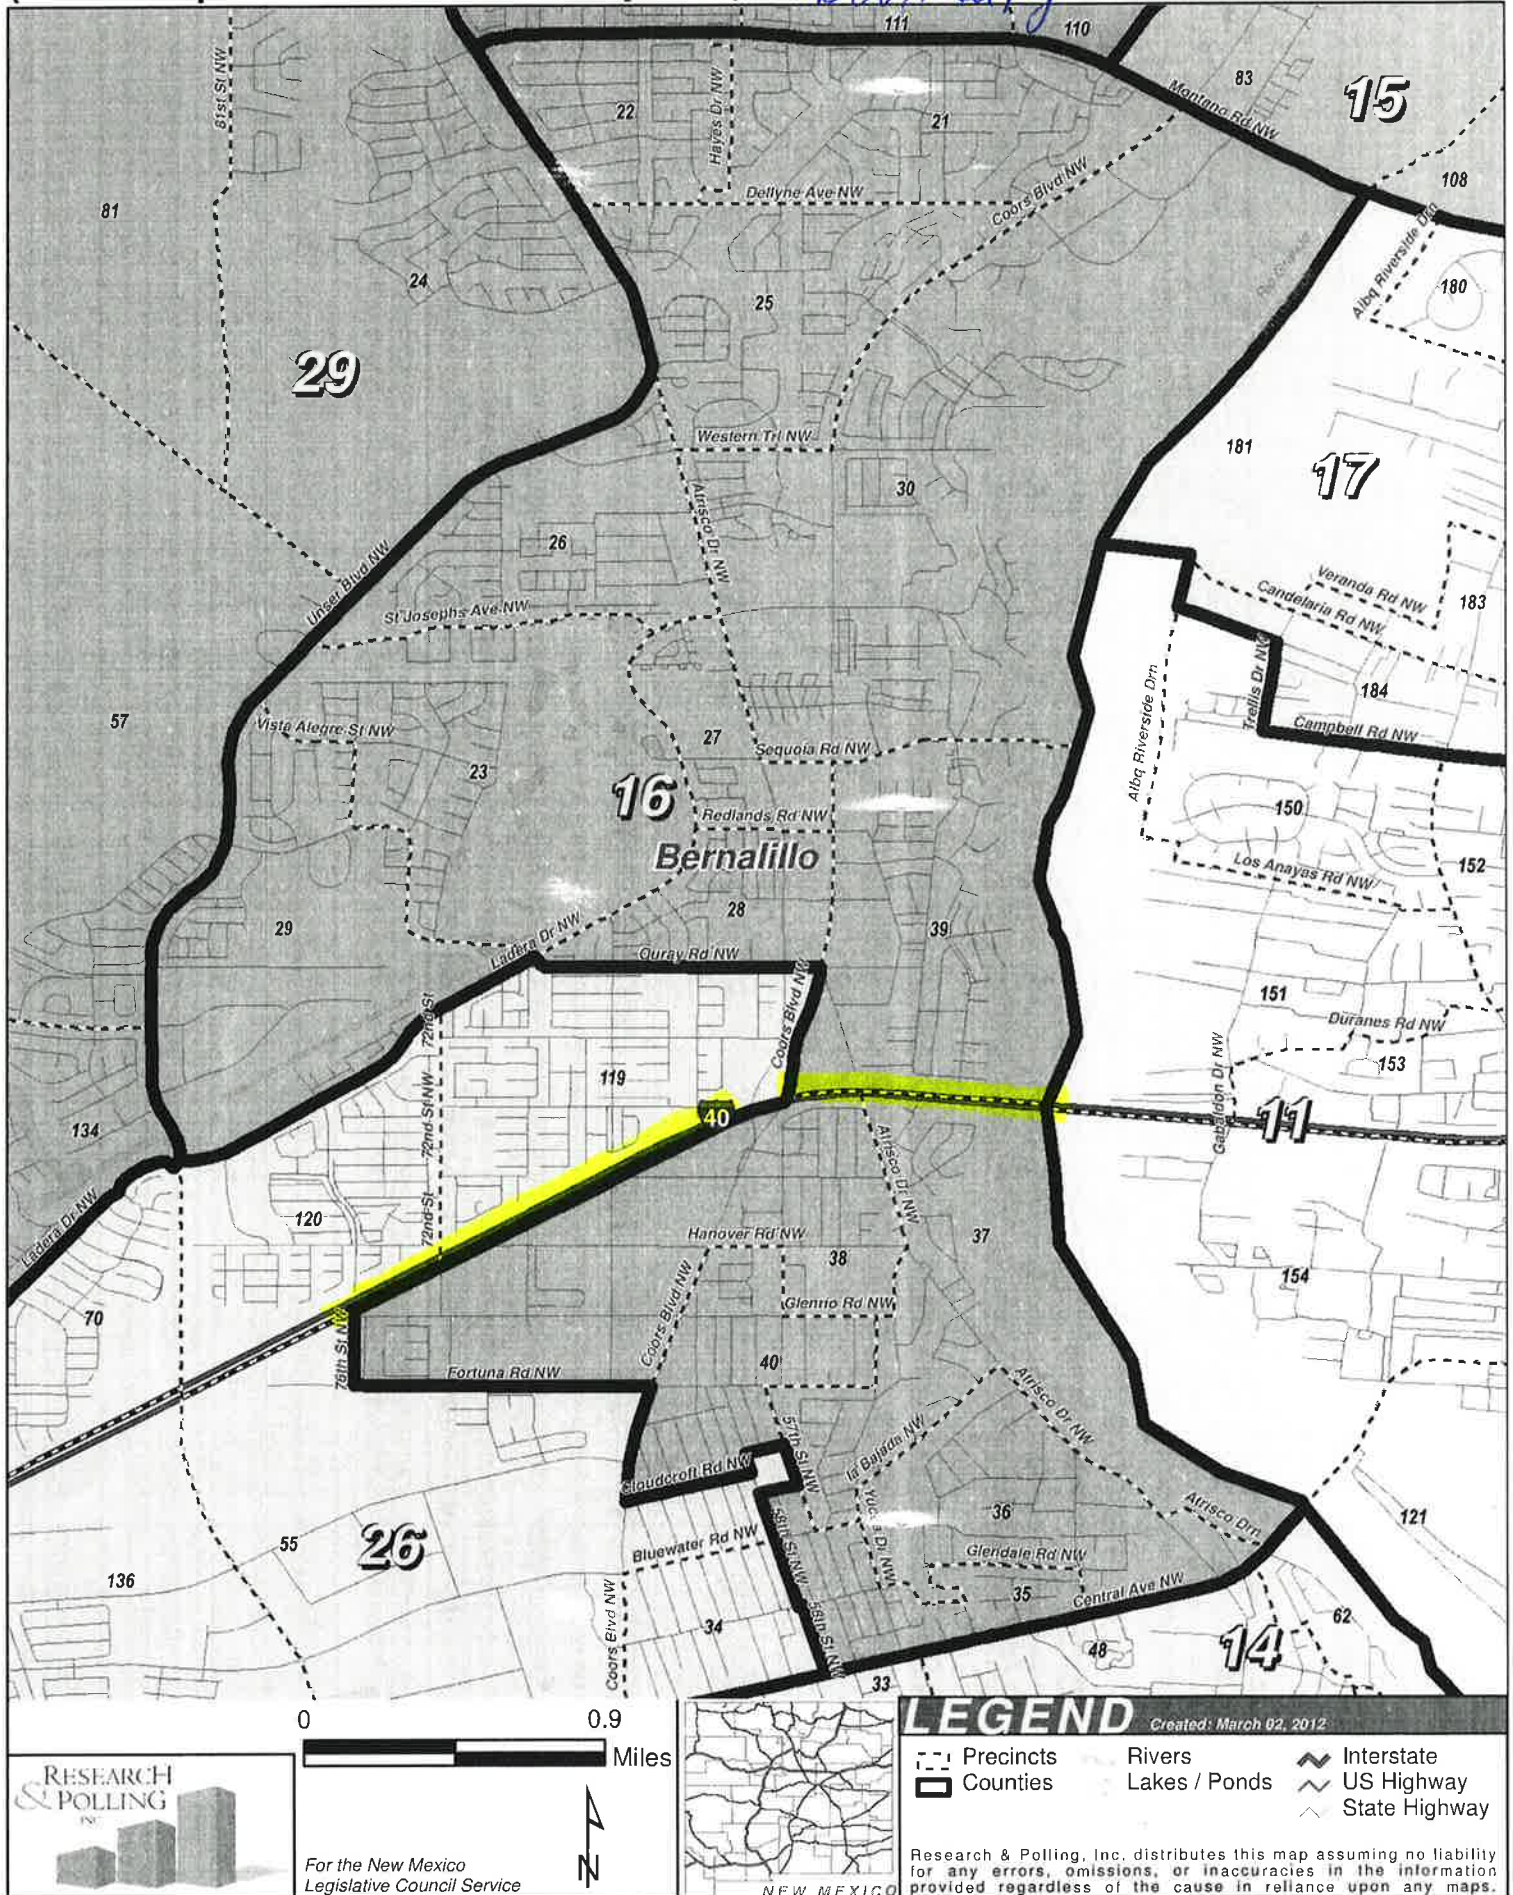 111
110
83
15
Montano Rd NW
81st St NW
22
Hayes Dr NW
21
108
Dellyne Ave NW
Coors Blvd NW
81
24
25
Albq Riverside Drn
180
29
Western Trl NW
181
17
30
Atrisco Dr NW
26
Unser Blvd NW
St Josephs Ave NW
Veranda Rd NW
Candelaria Rd NW
183
Albq Riverside Drn
Trellis Dr NW
184
57
Vista Alegre St NW
27
Sequoia Rd NW
Campbell Rd NW
23
16
Redlands Rd NW
150
Bernalillo
Los Anayas Rd NW
152
28
29
39
Ladera Dr NW
Ouray Rd NW
Coors Blvd NW
151
72nd St
Duranes Rd NW
119
153
Gabaldon Dr NW
40
11
134
72nd St NW
Atrisco Dr NW
Ladera Dr NW
120
72nd St
Hanover Rd NW
38
37
154
70
Glenrio Rd NW
76th St NW
Coors Blvd NW
Fortuna Rd NW
40
Atrisco Dr NW
57th St NW
la Bajada NW
Cloudcroft Rd NW
Atrisco Drn
36
121
55
26
Bluewater Rd NW
58th St NW
Glendale Rd NW
136
35
Central Ave NW
Coors Blvd NW
34
58th St NW
62
48
14
33
0
0.9
Miles
RESEARCH
& POLLING
INC
N
For the New Mexico
Legislative Council Service
NEW MEXICO
LEGEND
Created: March 02, 2012
Precincts
Rivers
Interstate
Counties
Lakes / Ponds
US Highway
State Highway
Research & Polling, Inc. distributes this map assuming no liability
for any errors, omissions, or inaccuracies in the information
provided regardless of the cause in reliance upon any maps.